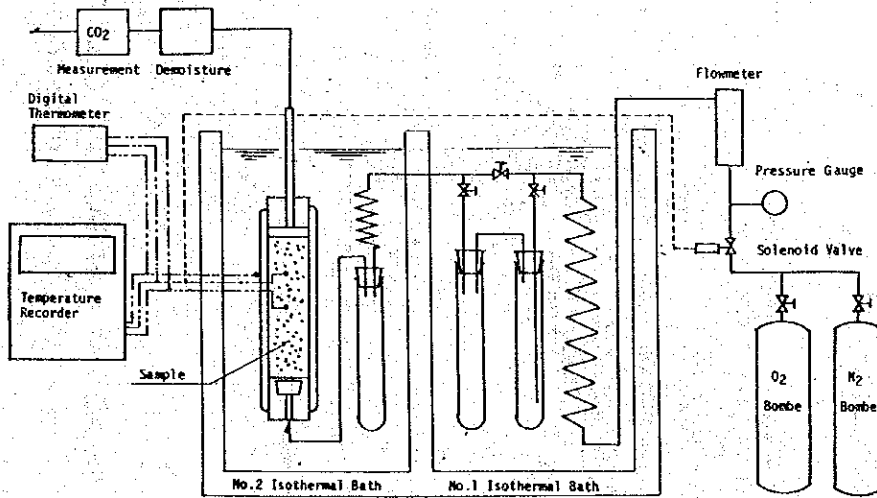 CO2
Measurement
Demoisture
Digital
Thermometer
Temperature
Recorder
Sample
No.2 Isothermal Bath
No.1 Isothermal Bath
Flowmeter
Pressure Gauge
Solenoid Valve
O2
Bombe
N2
Bombe